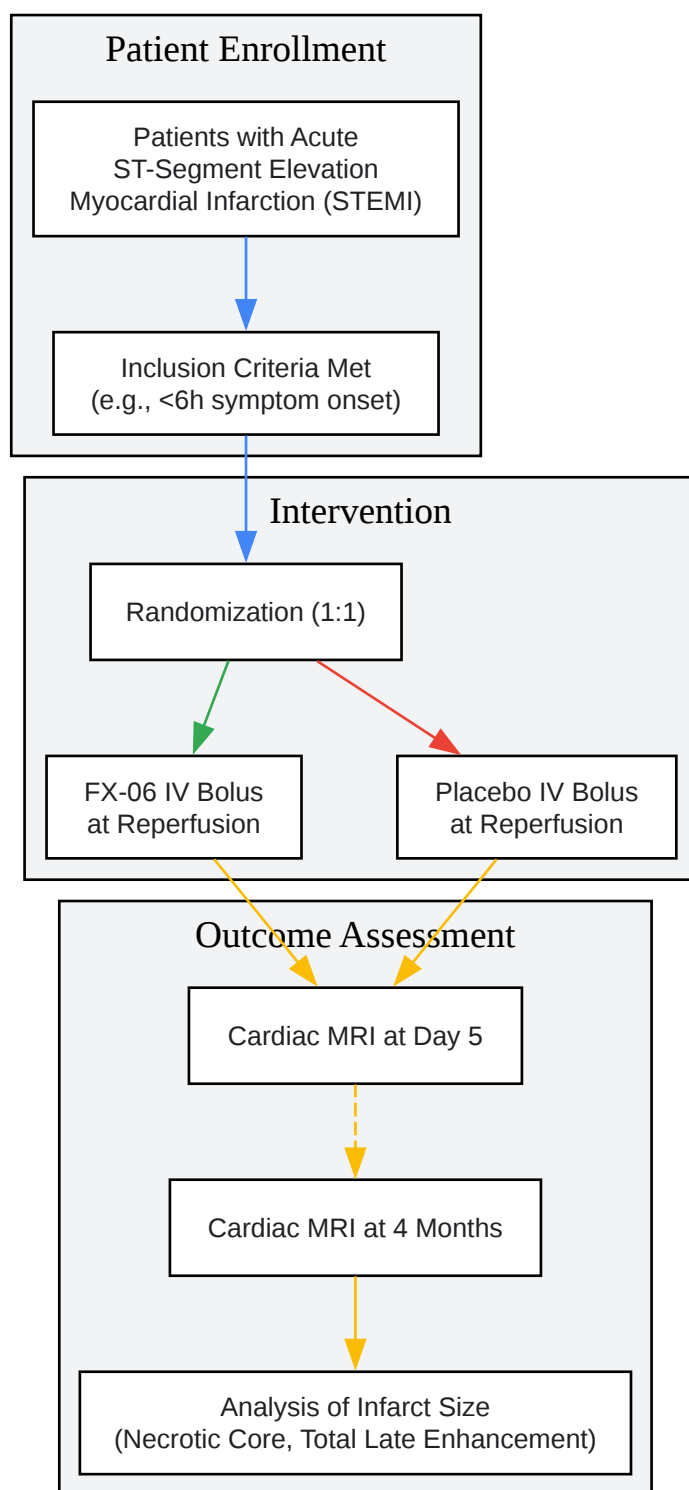 Patient Enrollment
Patients with Acute
ST-Segment Elevation
Myocardial Infarction (STEMI)
Inclusion Criteria Met
(e.g., <6h symptom onset)
Intervention
Randomization (1:1)
FX-06 IV Bolus
at Reperfusion
Placebo IV Bolus
at Reperfusion
Outcome Assessment
Cardiac MRI at Day 5
Cardiac MRI at 4 Months
Analysis of Infarct Size
(Necrotic Core, Total Late Enhancement)